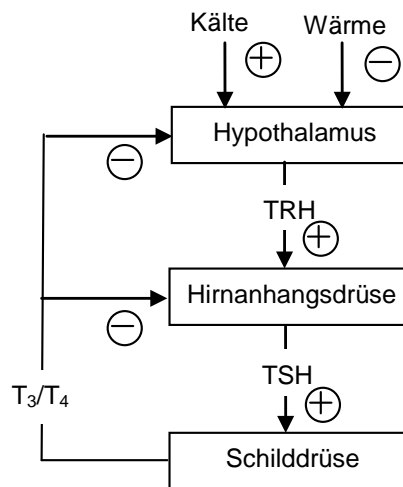 Kälte Wärme
+ −
Hypothalamus
−
TRH
+
Hirnanhangsdrüse
−
TSH
T₃/T₄ +
Schilddrüse